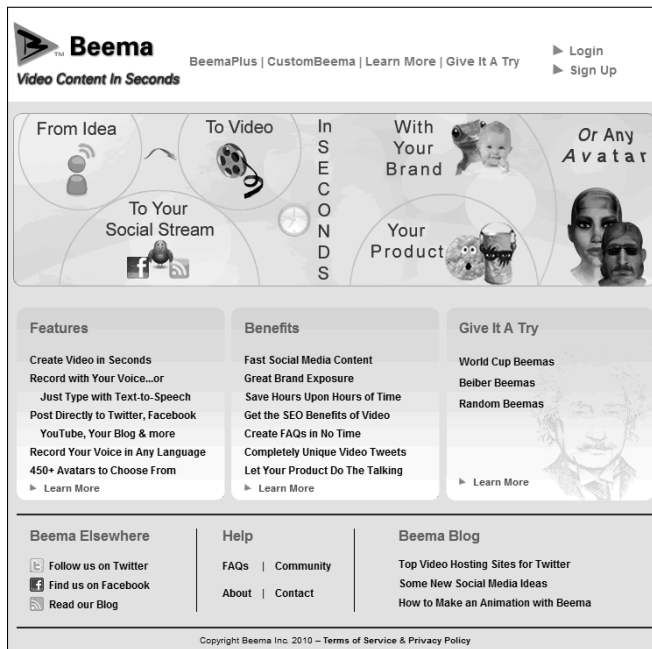 Beema
TM
Video Content In Seconds
BeemaPlus | CustomBeema | Learn More | Give It A Try
Login
Sign Up
From Idea
To Video
To Your
Social Stream
In
SECONDS
With
Your
Brand
Your
Product
Or Any
Avatar
Features
Create Video in Seconds
Record with Your Voice...or
Just Type with Text-to-Speech
Post Directly to Twitter, Facebook
YouTube, Your Blog & more
Record Your Voice in Any Language
450+ Avatars to Choose From
Learn More
Benefits
Fast Social Media Content
Great Brand Exposure
Save Hours Upon Hours of Time
Get the SEO Benefits of Video
Create FAQs in No Time
Completely Unique Video Tweets
Let Your Product Do The Talking
Learn More
Give It A Try
World Cup Beemas
Beiber Beemas
Random Beemas
Learn More
Beema Elsewhere
Follow us on Twitter
Find us on Facebook
Read our Blog
Help
FAQs | Community
About | Contact
Beema Blog
Top Video Hosting Sites for Twitter
Some New Social Media Ideas
How to Make an Animation with Beema
Copyright Beema Inc. 2010 – Terms of Service & Privacy Policy